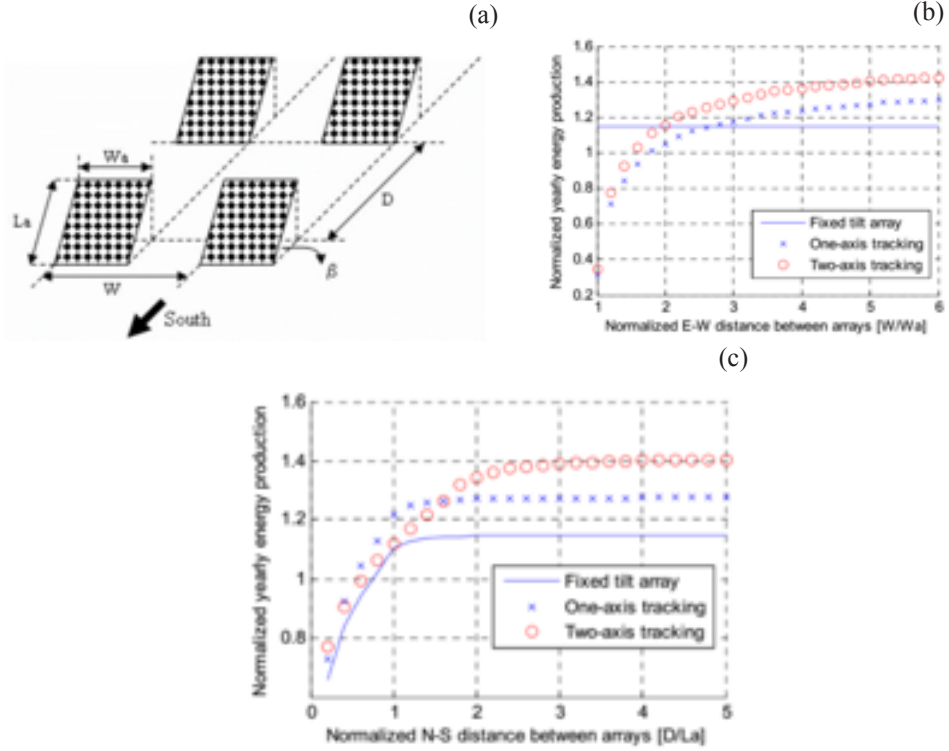 (a)
Wa
La
D
W
β
South
(b)
Normalized yearly energy production
1.6
1.4
1.2
1
0.8
0.6
0.4
0.2
Fixed tilt array
One-axis tracking
Two-axis tracking
1 2 3 4 5 6
Normalized E-W distance between arrays [W/Wa]
(c)
Normalized yearly energy production
1.6
1.4
1.2
1
0.8
Fixed tilt array
One-axis tracking
Two-axis tracking
0 1 2 3 4 5
Normalized N-S distance between arrays [D/La]